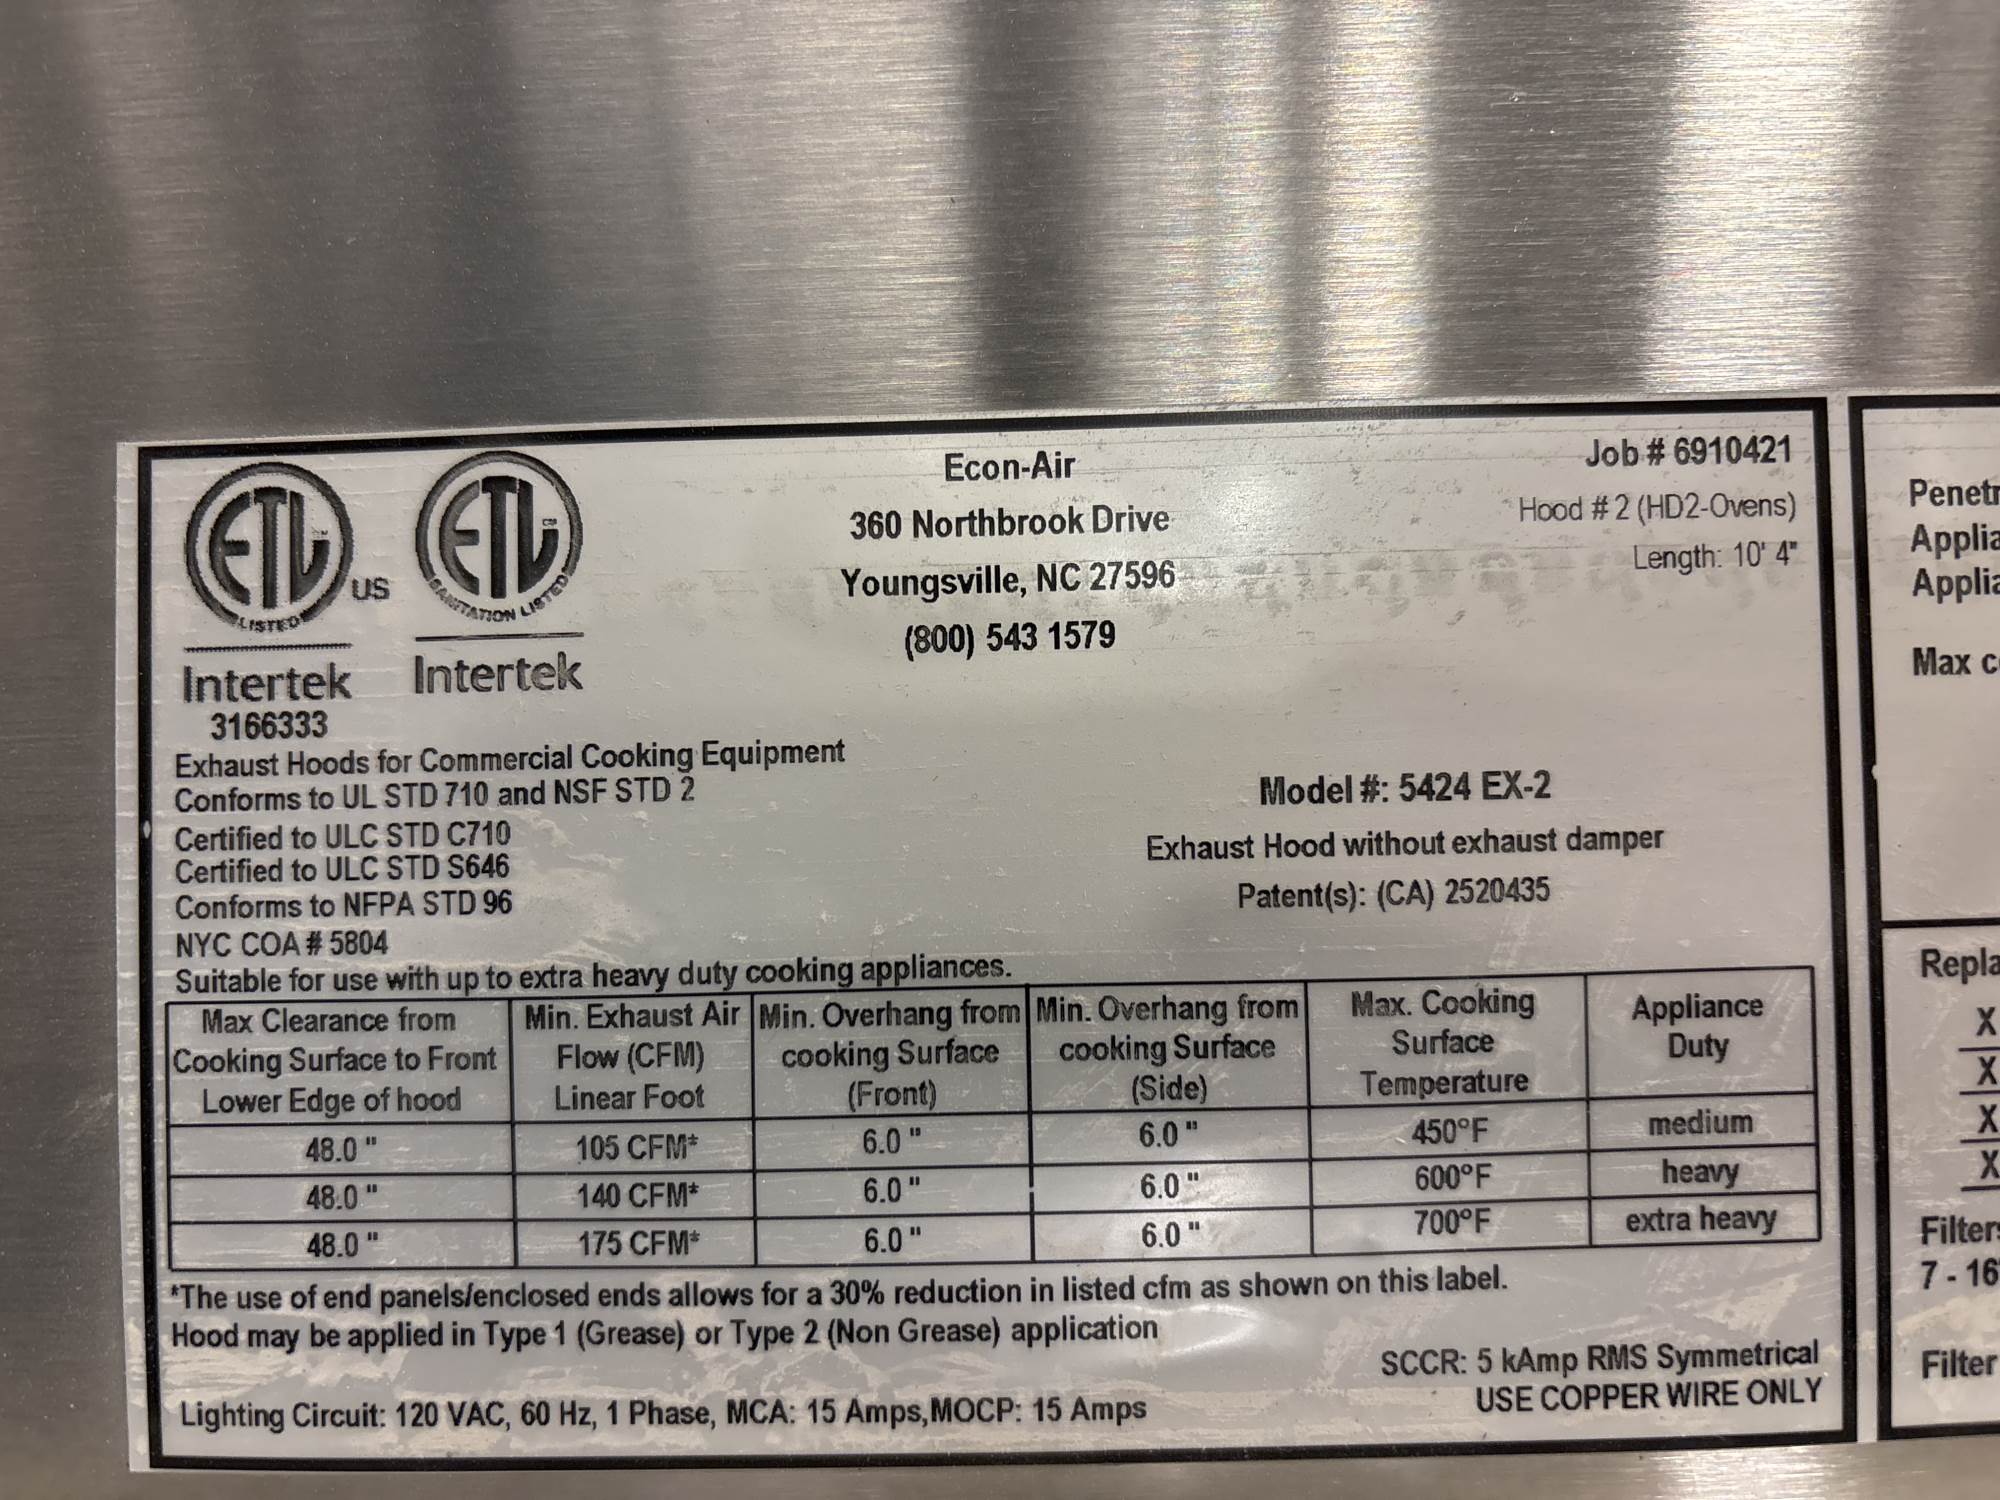 ETL
LISTED
US
Intertek
3166333
ETL
SANITATION LISTED
Intertek
Econ-Air
360 Northbrook Drive
Youngsville, NC 27596
(800) 543 1579
Job # 6910421
Hood # 2 (HD2-Ovens)
Length: 10' 4"
Exhaust Hoods for Commercial Cooking Equipment
Conforms to UL STD 710 and NSF STD 2
Certified to ULC STD C710
Certified to ULC STD S646
Conforms to NFPA STD 96
NYC COA # 5804
Model #: 5424 EX-2
Exhaust Hood without exhaust damper
Patent(s): (CA) 2520435
Suitable for use with up to extra heavy duty cooking appliances.
Max Clearance from Cooking Surface to Front Lower Edge of hood | Min. Exhaust Air Flow (CFM) Linear Foot | Min. Overhang from cooking Surface (Front) | Min. Overhang from cooking Surface (Side) | Max. Cooking Surface Temperature | Appliance Duty
48.0 " | 105 CFM* | 6.0 " | 6.0 " | 450°F | medium
48.0 " | 140 CFM* | 6.0 " | 6.0 " | 600°F | heavy
48.0 " | 175 CFM* | 6.0 " | 6.0 " | 700°F | extra heavy
*The use of end panels/enclosed ends allows for a 30% reduction in listed cfm as shown on this label.
Hood may be applied in Type 1 (Grease) or Type 2 (Non Grease) application
SCCR: 5 kAmp RMS Symmetrical
USE COPPER WIRE ONLY
Lighting Circuit: 120 VAC, 60 Hz, 1 Phase, MCA: 15 Amps,MOCP: 15 Amps
Max
X
X
X
X
7 - 16
Filter